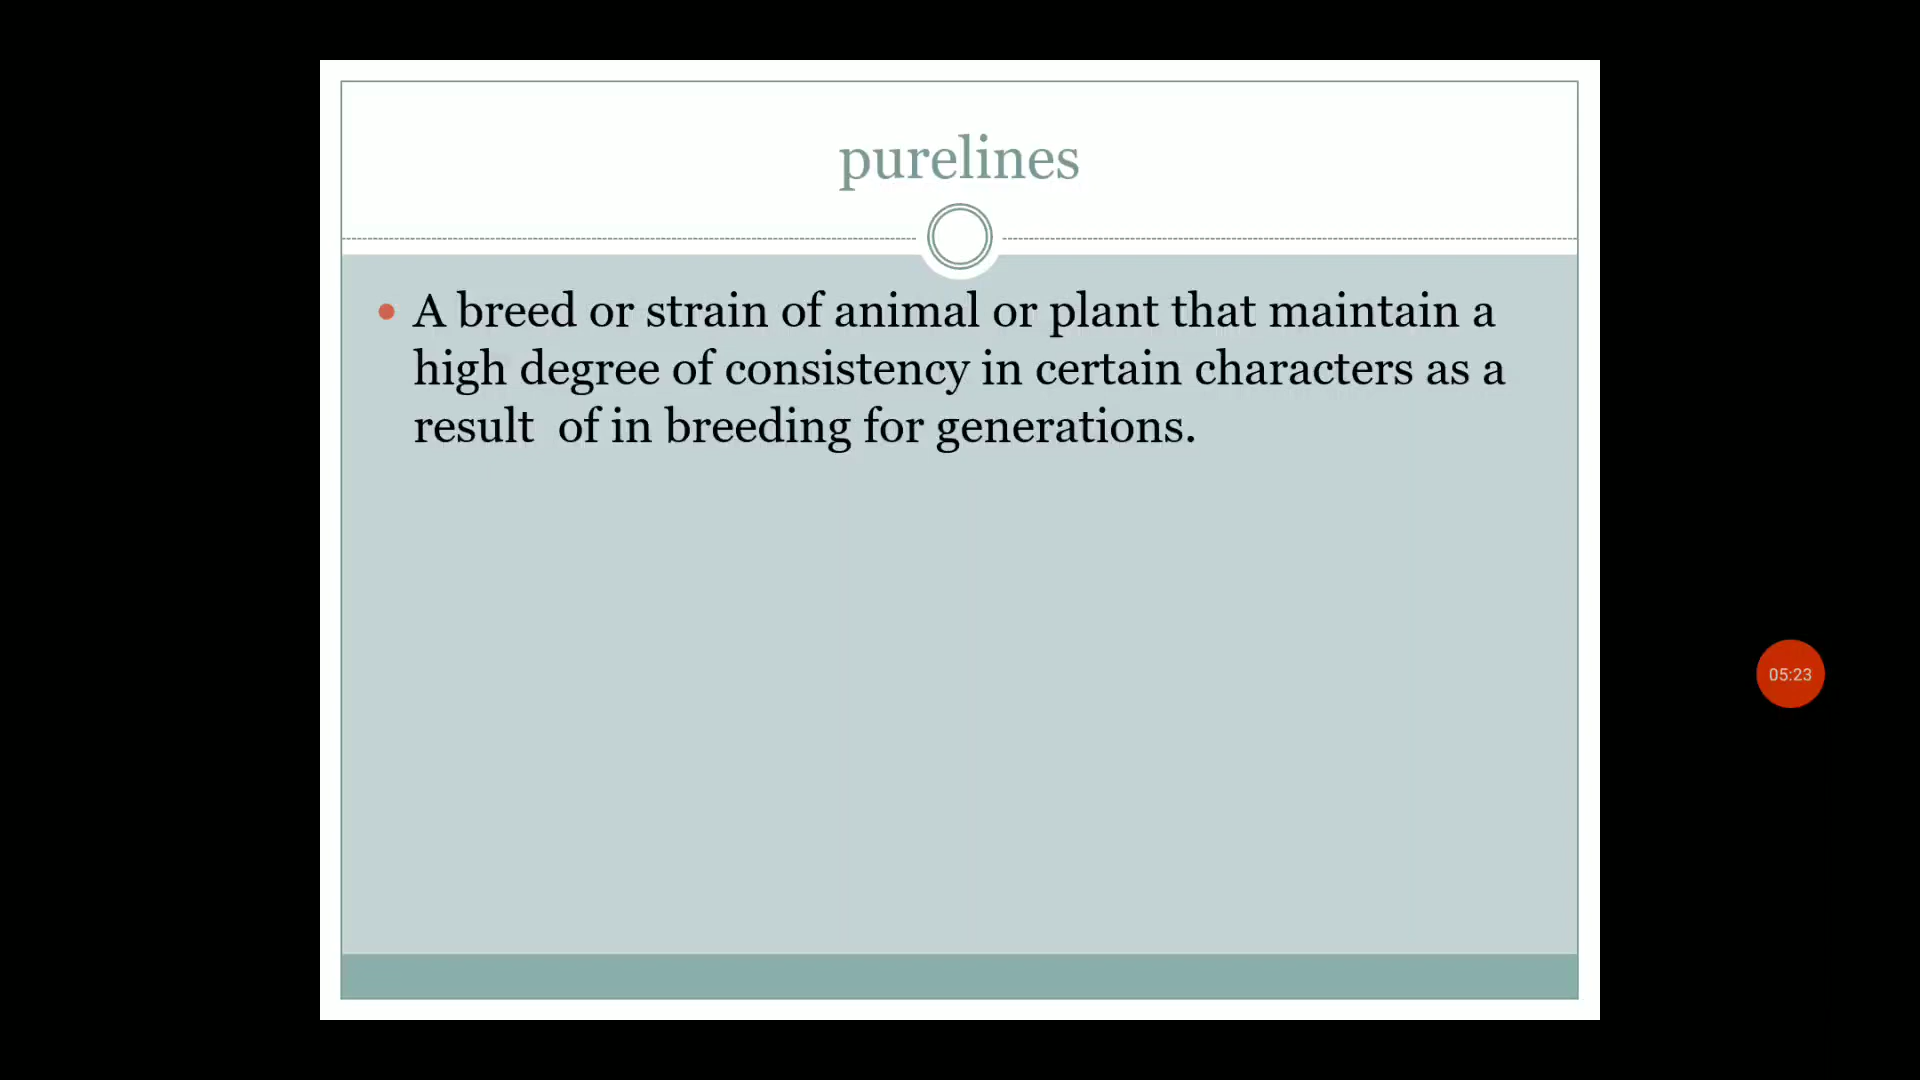 purelines
A breed or strain of animal or plant that maintain a
high degree of consistency in certain characters as a
result  of in breeding for generations.
05:23